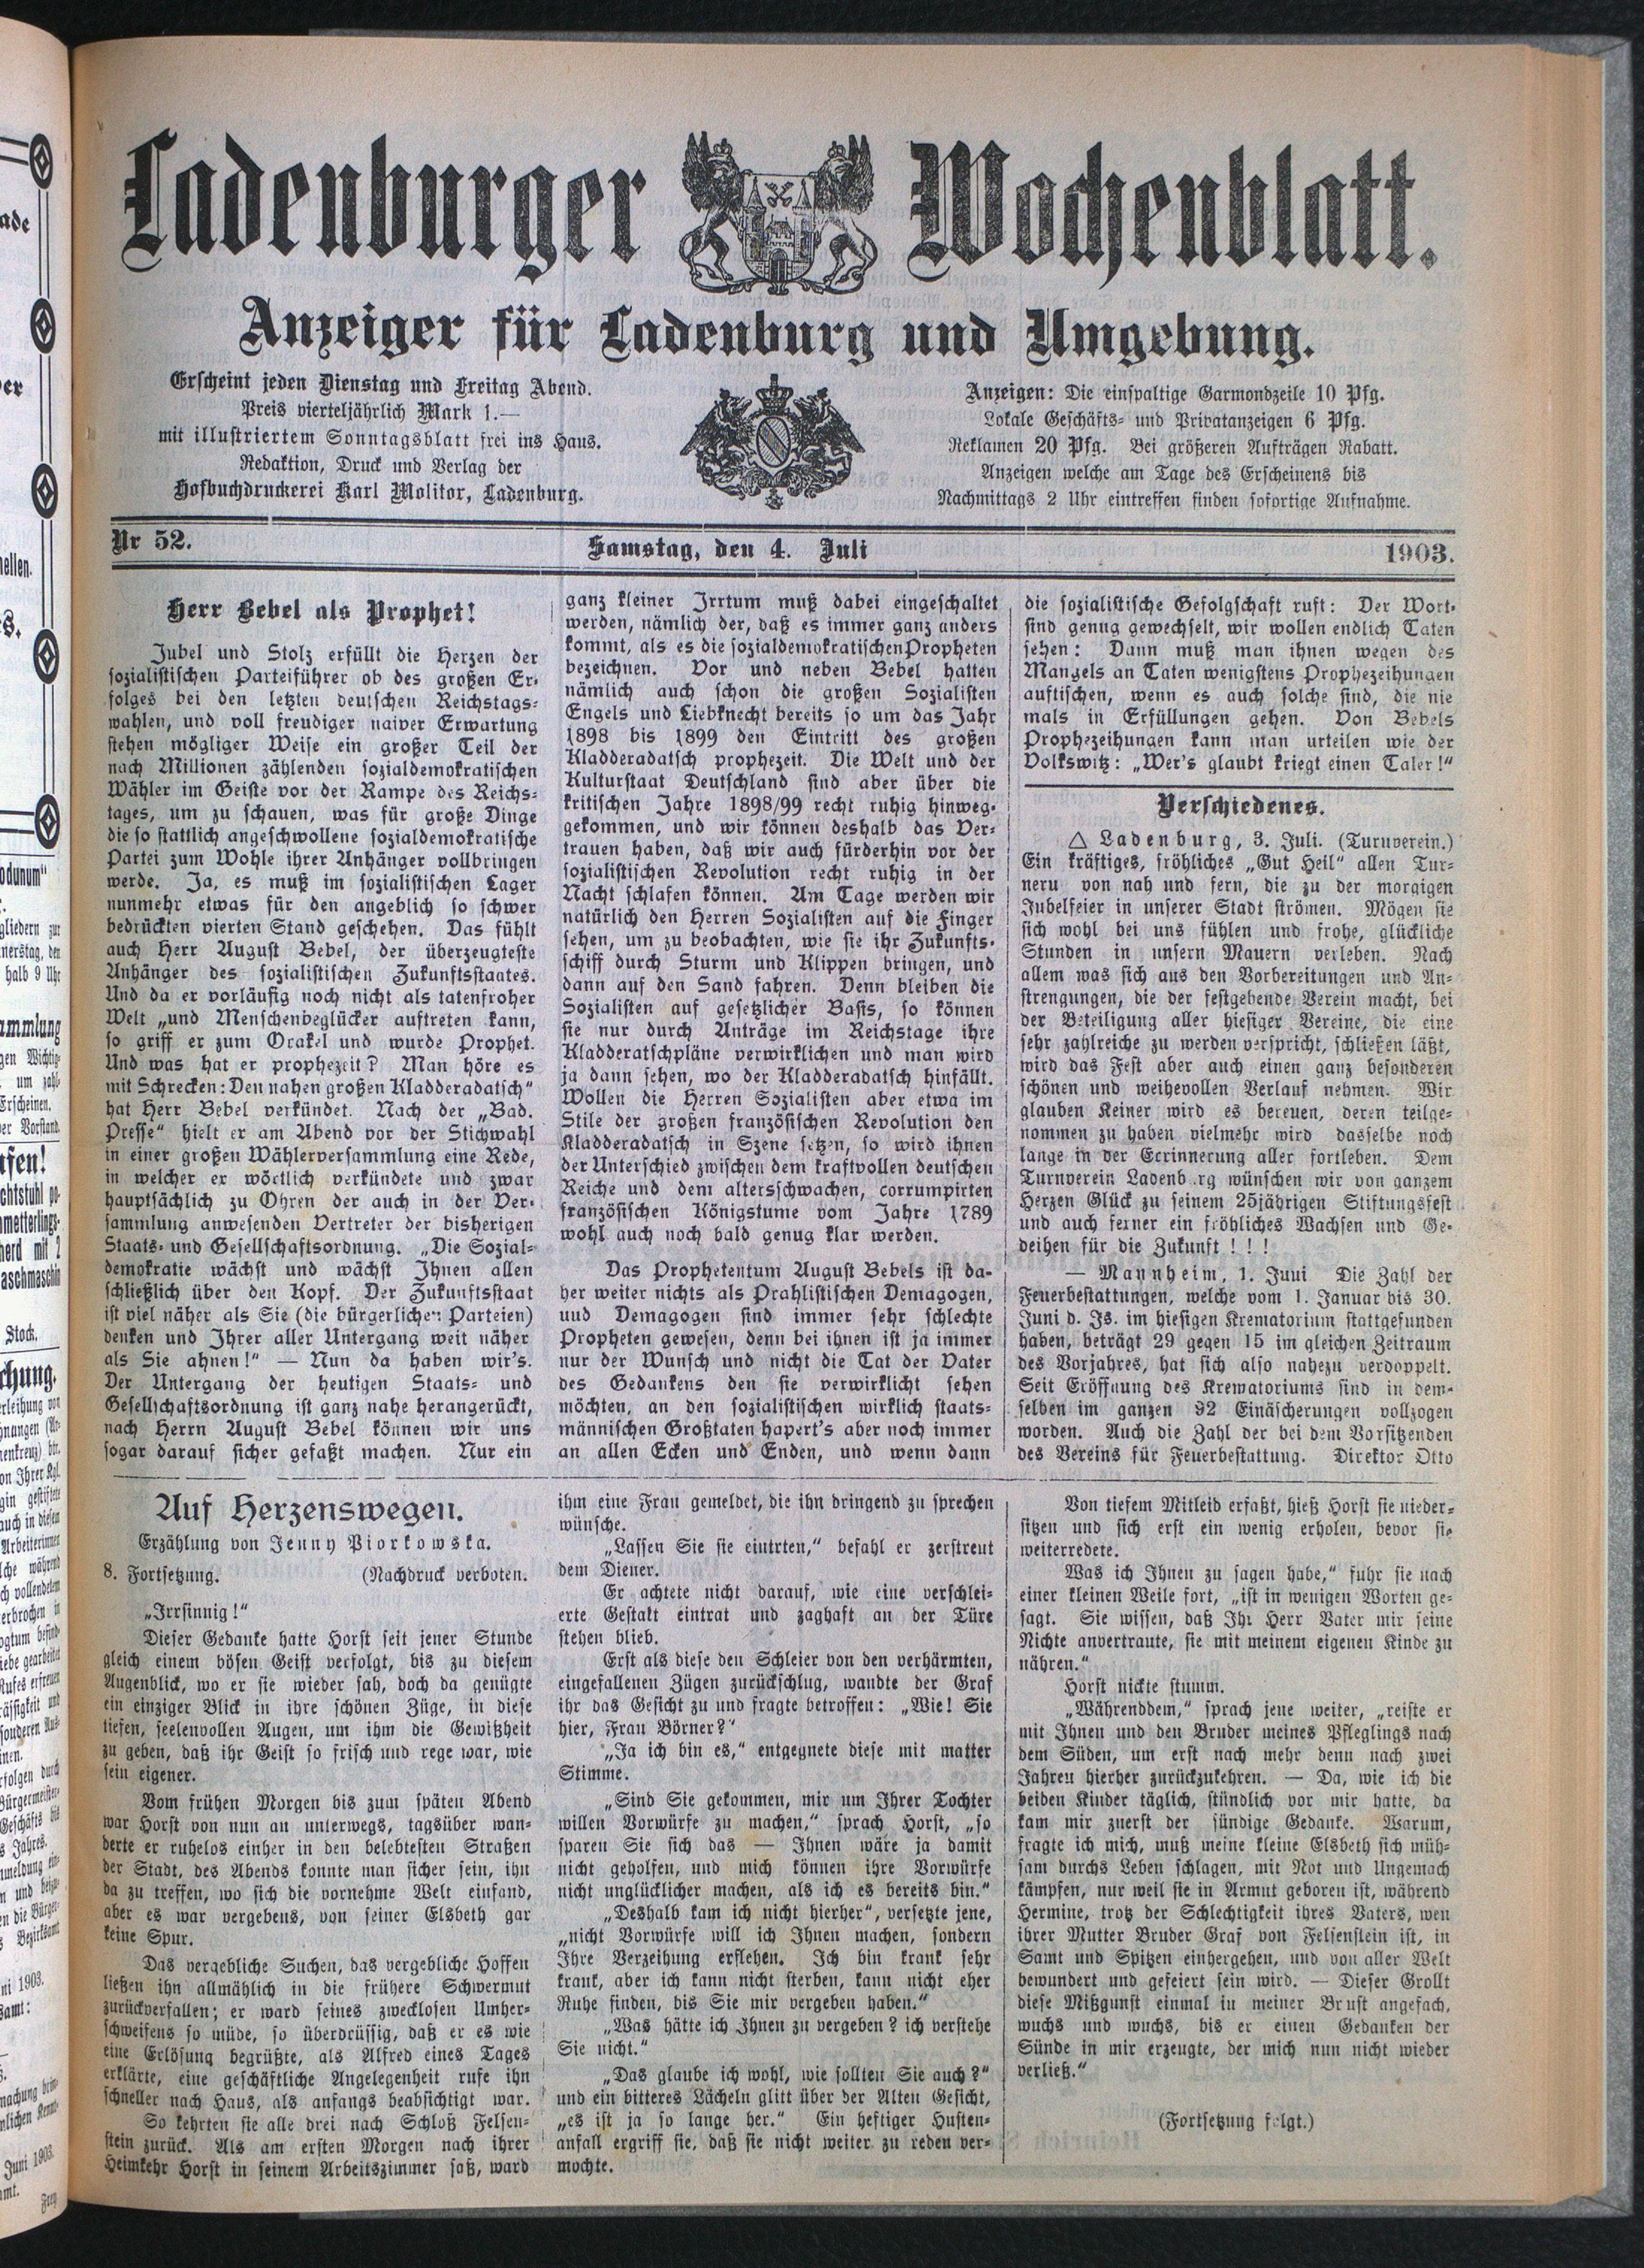 Ladenburger Wochenblatt.
Anzeiger für Ladenburg und Umgebung.
Erscheint jeden Dienstag und Freitag Abend.
Preis vierteljährlich Mark 1.—
mit illustriertem Sonntagsblatt frei ins Haus.
Redaktion, Druck und Verlag der
Hofbuchdruckerei Karl Molitor, Ladenburg.
Anzeigen: Die einspaltige Garmondzeile 10 Pfg.
Lokale Geschäfts- und Privatanzeigen 6 Pfg.
Reklamen 20 Pfg. Bei größeren Aufträgen Rabatt.
Anzeigen welche am Tage des Erscheinens bis
Nachmittags 2 Uhr eintreffen finden sofortige Aufnahme.
Nr 52. Samstag, den 4. Juli 1903.
Herr Bebel als Prophet!
Jubel und Stolz erfüllt die Herzen der
sozialistischen Parteiführer ob des großen Er-
folges bei den letzten deutschen Reichstags-
wahlen, und voll freudiger naiver Erwartung
stehen mögliger Weise ein großer Teil der
nach Millionen zählenden sozialdemokratischen
Wähler im Geiste vor der Rampe des Reichs-
tages, um zu schauen, was für große Dinge
die so stattlich angeschwollene sozialdemokratische
Partei zum Wohle ihrer Anhänger vollbringen
werde. Ja, es muß im sozialistischen Lager
nunmehr etwas für den angeblich so schwer
bedrückten vierten Stand geschehen. Das fühlt
auch Herr August Bebel, der überzeugteste
Anhänger des sozialistischen Zukunftsstaates.
Und da er vorläufig noch nicht als tatenfroher
Welt „und Menschenbeglücker auftreten kann,
so griff er zum Orakel und wurde Prophet.
Und was hat er prophezeit? Man höre es
mit Schrecken: Den nahen großen Kladderadatsch"
hat Herr Bebel verkündet. Nach der „Bad.
Presse" hielt er am Abend vor der Stichwahl
in einer großen Wählerversammlung eine Rede,
in welcher er wörtlich verkündete und zwar
hauptsächlich zu Ohren der auch in der Ver-
sammlung anwesenden Vertreter der bisherigen
Staats- und Gesellschaftsordnung. „Die Sozial-
demokratie wächst und wächst Ihnen allen
schließlich über den Kopf. Der Zukunftsstaat
ist viel näher als Sie (die bürgerlichen Parteien)
denken und Ihrer aller Untergang weit näher
als Sie ahnen!" — Nun da haben wir's.
Der Untergang der heutigen Staats- und
Gesellschaftsordnung ist ganz nahe herangerückt,
nach Herrn August Bebel können wir uns
sogar darauf sicher gefaßt machen. Nur ein
ganz kleiner Irrtum muß dabei eingeschaltet
werden, nämlich der, daß es immer ganz anders
kommt, als es die sozialdemokratischen Propheten
bezeichnen. Vor und neben Bebel hatten
nämlich auch schon die großen Sozialisten
Engels und Liebknecht bereits so um das Jahr
1898 bis 1899 den Eintritt des großen
Kladderadatsch prophezeit. Die Welt und der
Kulturstaat Deutschland sind aber über die
kritischen Jahre 1898/99 recht ruhig hinweg-
gekommen, und wir können deshalb das Ver-
trauen haben, daß wir auch fürderhin vor der
sozialistischen Revolution recht ruhig in der
Nacht schlafen können. Am Tage werden wir
natürlich den Herren Sozialisten auf die Finger
sehen, um zu beobachten, wie sie ihr Zukunfts-
schiff durch Sturm und Klippen bringen, und
dann auf den Sand fahren. Denn bleiben die
Sozialisten auf gesetzlicher Basis, so können
sie nur durch Anträge im Reichstage ihre
Kladderatschpläne verwirklichen und man wird
ja dann sehen, wo der Kladderadatsch hinfällt.
Wollen die Herren Sozialisten aber etwa im
Stile der großen französischen Revolution den
Kladderadatsch in Szene setzen, so wird ihnen
der Unterschied zwischen dem kraftvollen deutschen
Reiche und dem altersschwachen, corrumpirten
französischen Königstume vom Jahre 1789
wohl auch noch bald genug klar werden.
Das Prophetentum August Bebels ist da-
her weiter nichts als Prahlistischen Demagogen,
und Demagogen sind immer sehr schlechte
Propheten gewesen, denn bei ihnen ist ja immer
nur der Wunsch und nicht die Tat der Vater
des Gedankens den sie verwirklicht sehen
möchten, an den sozialistischen wirklich staats-
männischen Großtaten hapert's aber noch immer
an allen Ecken und Enden, und wenn dann
die sozialistische Gefolgschaft ruft: Der Wort-
sind genug gewechselt, wir wollen endlich Taten
sehen: Dann muß man ihnen wegen des
Mangels an Taten wenigstens Prophezeihungen
auftischen, wenn es auch solche sind, die nie
mals in Erfüllungen gehen. Von Bebels
Prophezeihungen kann man urteilen wie der
Volkswitz: „Wer's glaubt kriegt einen Taler!"
Verschiedenes.
△ Ladenburg, 3. Juli. (Turnverein.)
Ein kräftiges, fröhliches „Gut Heil" allen Tur-
neru von nah und fern, die zu der morgigen
Jubelfeier in unserer Stadt strömen. Mögen sie
sich wohl bei uns fühlen und frohe, glückliche
Stunden in unsern Mauern verleben. Nach
allem was sich aus den Vorbereitungen und An-
strengungen, die der festgebende Verein macht, bei
der Beteiligung aller hiesiger Vereine, die eine
sehr zahlreiche zu werden verspricht, schließen läßt,
wird das Fest aber auch einen ganz besonderen
schönen und weihevollen Verlauf nehmen. Wir
glauben Keiner wird es bereuen, deren teilge-
nommen zu haben vielmehr wird dasselbe noch
lange in der Ecrinnerung aller fortleben. Dem
Turnverein Ladenb rg wünschen wir von ganzem
Herzen Glück zu seinem 25jährigen Stiftungsfest
und auch ferner ein fröhliches Wachsen und Ge-
deihen für die Zukunft ! ! !
— Mannheim, 1. Juni Die Zahl der
Feuerbestattungen, welche vom 1. Januar bis 30.
Juni d. Js. im hiesigen Krematorium stattgefunden
haben, beträgt 29 gegen 15 im gleichen Zeitraum
des Vorjahres, hat sich also nahezu verdoppelt.
Seit Eröffnung des Krematoriums sind in dem-
selben im ganzen 92 Einäscherungen vollzogen
worden. Auch die Zahl der bei dem Vorsitzenden
des Vereins für Feuerbestattung. Direktor Otto
Auf Herzenswegen.
Erzählung von Jenny Piorkowska.
8. Fortsetzung. (Nachdruck verboten.
„Irrsinnig!"
Dieser Gedanke hatte Horst seit jener Stunde
gleich einem bösen Geist verfolgt, bis zu diesem
Augenblick, wo er sie wieder sah, doch da genügte
ein einziger Blick in ihre schönen Züge, in diese
tiefen, seelenvollen Augen, um ihm die Gewißheit
zu geben, daß ihr Geist so frisch und rege war, wie
sein eigener.
Vom frühen Morgen bis zum späten Abend
war Horst von nun an unterwegs, tagsüber wan-
derte er ruhelos einher in den belebtesten Straßen
der Stadt, des Abends konnte man sicher sein, ihn
da zu treffen, wo sich die vornehme Welt einfand,
aber es war vergebens, von seiner Elsbeth gar
keine Spur.
Das vergebliche Suchen, das vergebliche Hoffen
ließen ihn allmählich in die frühere Schwermut
zurückverfallen; er ward seines zwecklosen Umher-
schweifens so müde, so überdrüssig, daß er es wie
eine Erlösung begrüßte, als Alfred eines Tages
erklärte, eine geschäftliche Angelegenheit rufe ihn
schneller nach Haus, als anfangs beabsichtigt war.
So kehrten sie alle drei nach Schloß Felsen-
stein zurück. Als am ersten Morgen nach ihrer
Heimkehr Horst in seinem Arbeitszimmer saß, ward
ihm eine Frau gemeldet, die ihn dringend zu sprechen
wünsche.
„Lassen Sie sie eintrten," befahl er zerstreut
dem Diener.
Er achtete nicht darauf, wie eine verschlei-
erte Gestalt eintrat und zaghaft an der Türe
stehen blieb.
Erst als diese den Schleier von den verhärmten,
eingefallenen Zügen zurückschlug, wandte der Graf
ihr das Gesicht zu und fragte betroffen: „Wie! Sie
hier, Frau Börner?"
„Ja ich bin es," entgegnete diese mit matter
Stimme.
„Sind Sie gekommen, mir um Ihrer Tochter
willen Vorwürfe zu machen," sprach Horst, „so
sparen Sie sich das — Ihnen wäre ja damit
nicht geholfen, und mich können ihre Vorwürfe
nicht unglücklicher machen, als ich es bereits bin."
„Deshalb kam ich nicht hierher", versetzte jene,
„nicht Vorwürfe will ich Ihnen machen, sondern
Ihre Verzeihung erflehen. Ich bin krank sehr
krank, aber ich kann nicht sterben, kann nicht eher
Ruhe finden, bis Sie mir vergeben haben."
„Was hätte ich Ihnen zu vergeben? ich verstehe
Sie nicht."
„Das glaube ich wohl, wie sollten Sie auch?"
und ein bitteres Lächeln glitt über der Alten Gesicht,
„es ist ja so lange her." Ein heftiger Husten-
anfall ergriff sie, daß sie nicht weiter zu reden ver-
mochte.
Von tiefem Mitleid erfaßt, hieß Horst sie nieder-
sitzen und sich erst ein wenig erholen, bevor sie
weiterredete.
Was ich Ihnen zu sagen habe," fuhr sie nach
einer kleinen Weile fort, „ist in wenigen Worten ge-
sagt. Sie wissen, daß Ihr Herr Vater mir seine
Nichte anvertraute, sie mit meinem eigenen Kinde zu
nähren."
Horst nickte stumm.
„Währenddem," sprach jene weiter, „reiste er
mit Ihnen und den Bruder meines Pfleglings nach
dem Süden, um erst nach mehr denn nach zwei
Jahren hierher zurückzukehren. — Da, wie ich die
beiden Kinder täglich, stündlich vor mir hatte, da
kam mir zuerst der sündige Gedanke. Warum,
fragte ich mich, muß meine kleine Elsbeth sich müh-
sam durchs Leben schlagen, mit Not und Ungemach
kämpfen, nur weil sie in Armut geboren ist, während
Hermine, trotz der Schlechtigkeit ihres Vaters, wen
ihrer Mutter Bruder Graf von Felsenstein ist, in
Samt und Spitzen einhergehen, und von aller Welt
bewundert und gefeiert sein wird. — Dieser Grollt
diese Mißgunst einmal in meiner Brust angefach,
wuchs und wuchs, bis er einen Gedanken der
Sünde in mir erzeugte, der mich nun nicht wieder
verließ."
(Fortsetzung f lgt.)